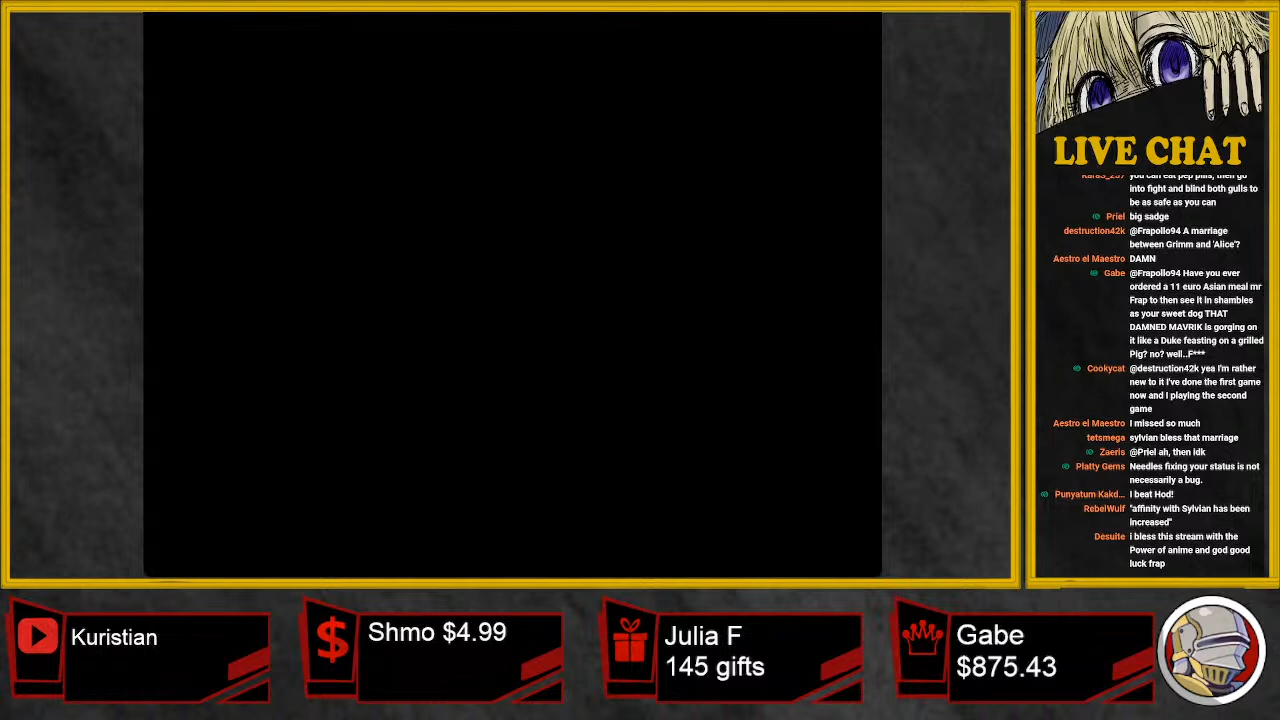 LIVE CHAT
KaraS_237 you can eat pep pills, then go
into fight and blind both gulls to
be as safe as you can
Priel big sadge
destruction42k @Frapollo94 A marriage
between Grimm and 'Alice'?
Aestro el Maestro DAMN
Gabe @Frapollo94 Have you ever
ordered a 11 euro Asian meal mr
Frap to then see it in shambles
as your sweet dog THAT
DAMNED MAVRIK is gorging on
it like a Duke feasting on a grilled
Pig? no? well..F***
Cookycat @destruction42k yea I'm rather
new to it I've done the first game
now and I playing the second
game
Aestro el Maestro I missed so much
tetsmega sylvian bless that marriage
Zaeris @Priel ah, then idk
Platty Gems Needles fixing your status is not
necessarily a bug.
Punyatum Kakd... I beat Hod!
RebelWulf "affinity with Sylvian has been
increased"
Desuite i bless this stream with the
Power of anime and god good
luck frap
Kuristian
Shmo $4.99
Julia F
145 gifts
Gabe
$875.43